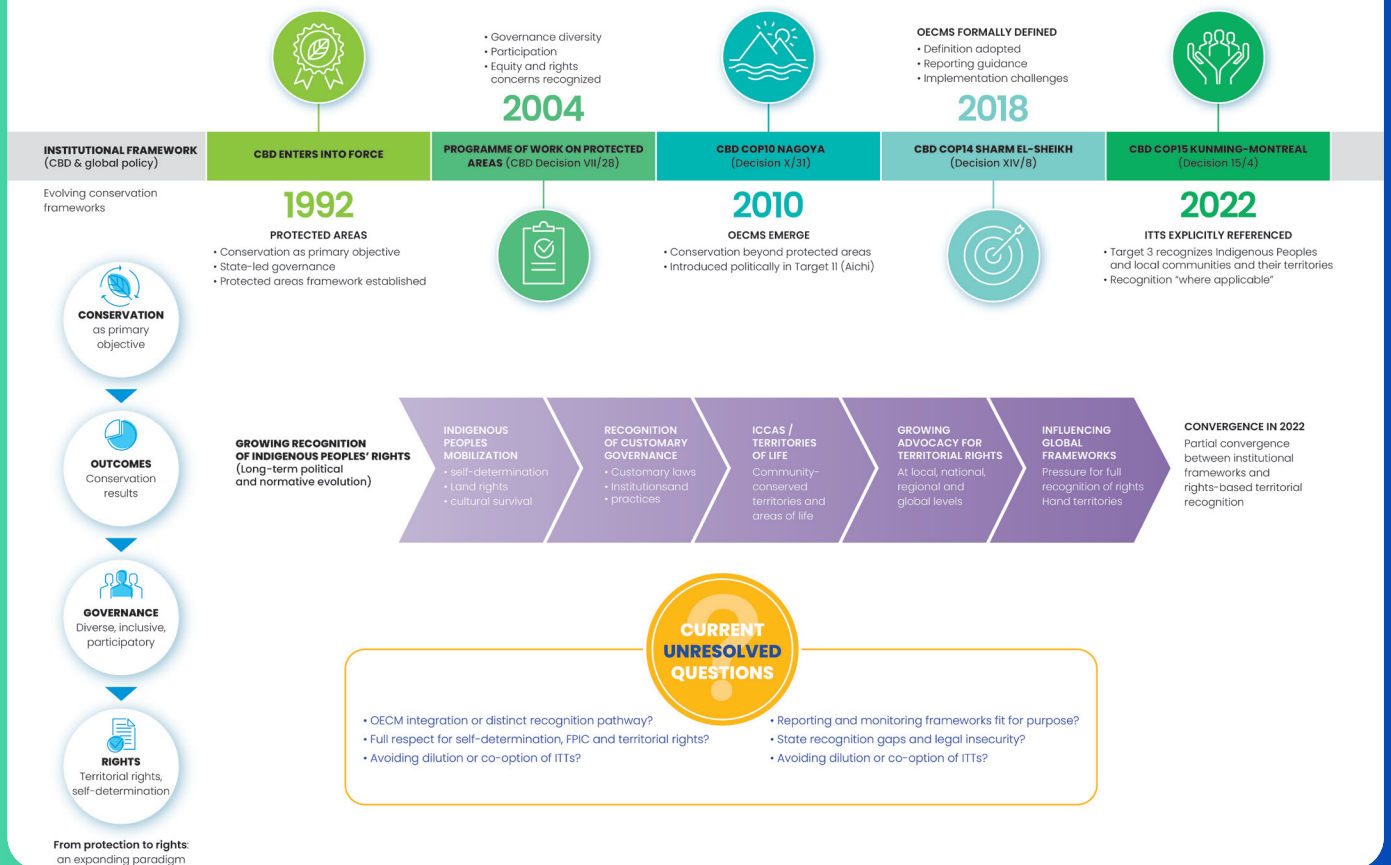 • Governance diversity
• Participation
• Equity and rights
concerns recognized
2004
OECMS FORMALLY DEFINED
• Definition adopted
• Reporting guidance
• Implementation challenges
2018
INSTITUTIONAL FRAMEWORK
(CBD & global policy)
CBD ENTERS INTO FORCE
PROGRAMME OF WORK ON PROTECTED
AREAS (CBD Decision VII/28)
CBD COP10 NAGOYA
(Decision X/31)
CBD COP14 SHARM EL-SHEIKH
(Decision XIV/8)
CBD COP15 KUNMING-MONTREAL
(Decision 15/4)
Evolving conservation
frameworks
1992
PROTECTED AREAS
• Conservation as primary objective
• State-led governance
• Protected areas framework established
2010
OECMS EMERGE
• Conservation beyond protected areas
• Introduced politically in Target 11 (Aichi)
2022
ITTS EXPLICITLY REFERENCED
• Target 3 recognizes Indigenous Peoples
and local communities and their territories
• Recognition “where applicable”
CONSERVATION
as primary
objective
OUTCOMES
Conservation
results
GOVERNANCE
Diverse, inclusive,
participatory
RIGHTS
Territorial rights,
self-determination
From protection to rights:
an expanding paradigm
GROWING RECOGNITION
OF INDIGENOUS PEOPLES’ RIGHTS
(Long-term political
and normative evolution)
INDIGENOUS
PEOPLES
MOBILIZATION
• self-determination
• Land rights
• cultural survival
RECOGNITION
OF CUSTOMARY
GOVERNANCE
• Customary laws
• Institutionsand
• practices
ICCAS /
TERRITORIES
OF LIFE
Community-
conserved
territories and
areas of life
GROWING
ADVOCACY FOR
TERRITORIAL RIGHTS
At local, national,
regional and
global levels
INFLUENCING
GLOBAL
FRAMEWORKS
Pressure for full
recognition of rights
Hand territories
CONVERGENCE IN 2022
Partial convergence
between institutional
frameworks and
rights-based territorial
recognition
?
CURRENT
UNRESOLVED
QUESTIONS
• OECM integration or distinct recognition pathway?
• Full respect for self-determination, FPIC and territorial rights?
• Avoiding dilution or co-option of ITTs?
• Reporting and monitoring frameworks fit for purpose?
• State recognition gaps and legal insecurity?
• Avoiding dilution or co-option of ITTs?